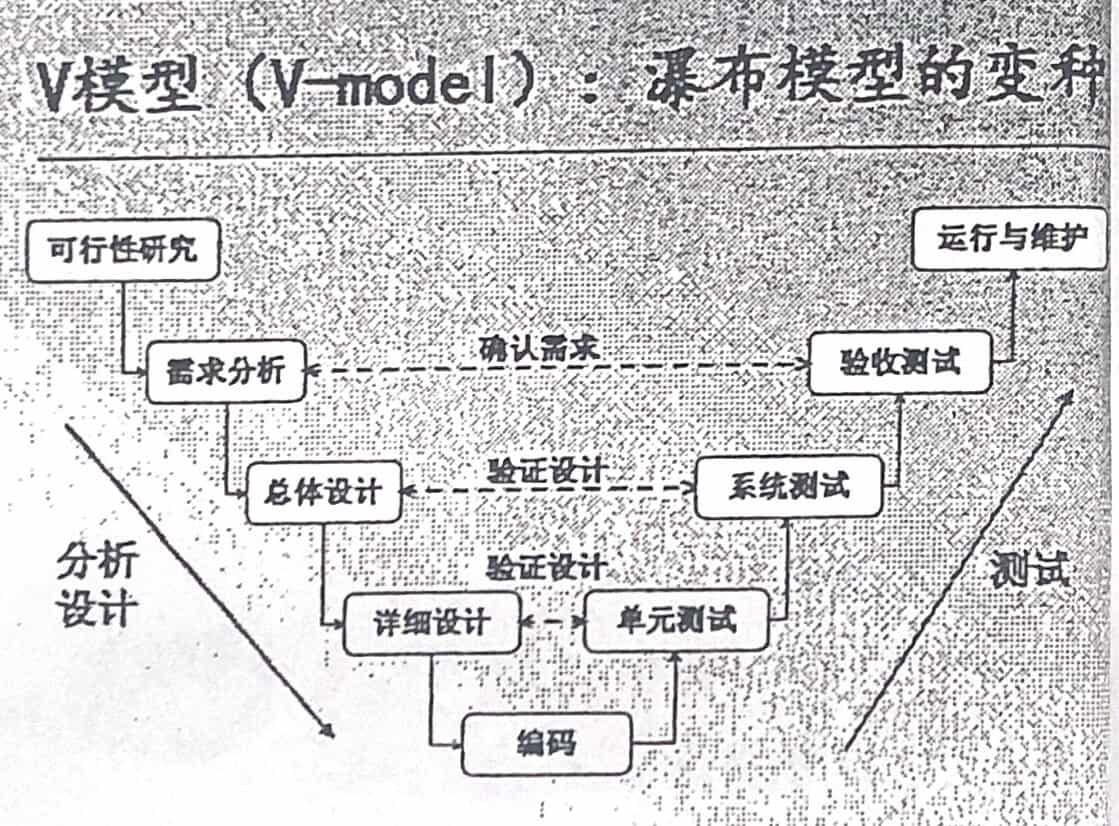 V模型（V-model）：瀑布模型的变种
可行性研究
运行与维护
需求分析
确认需求
验收测试
总体设计
验证设计
系统测试
分析
设计
测试
验证设计
详细设计
单元测试
编码